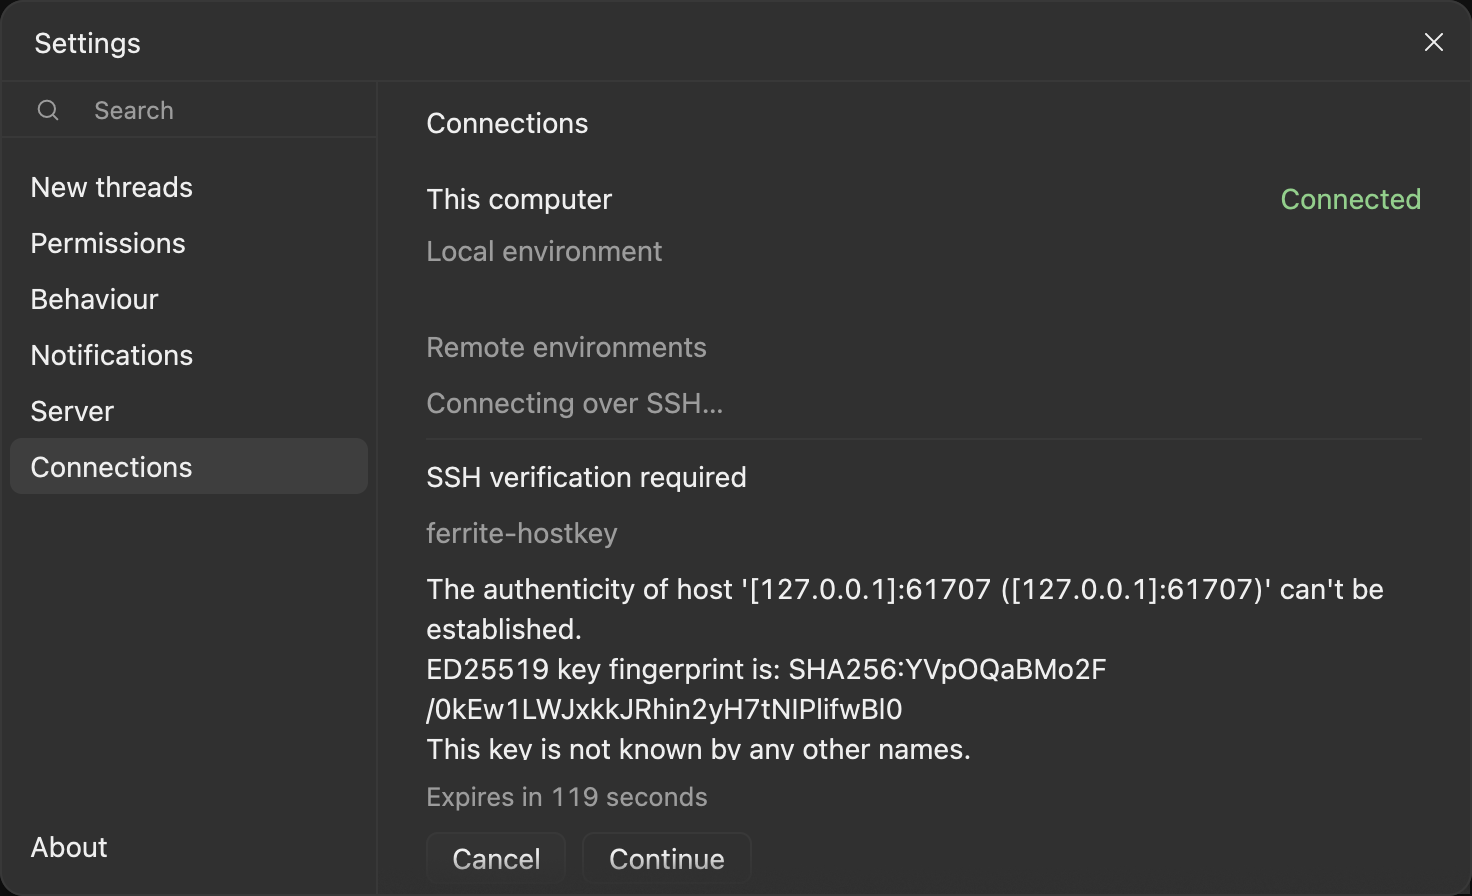 Settings
Search
New threads
Permissions
Behaviour
Notifications
Server
Connections
About
Connections
This computer
Connected
Local environment
Remote environments
Connecting over SSH...
SSH verification required
ferrite-hostkey
The authenticity of host '[127.0.0.1]:61707 ([127.0.0.1]:61707)' can't be
established.
ED25519 key fingerprint is: SHA256:YVpOQaBMo2F
/0kEw1LWJxkkJRhin2yH7tNIPlifwBl0
This key is not known by any other names.
Expires in 119 seconds
Cancel
Continue